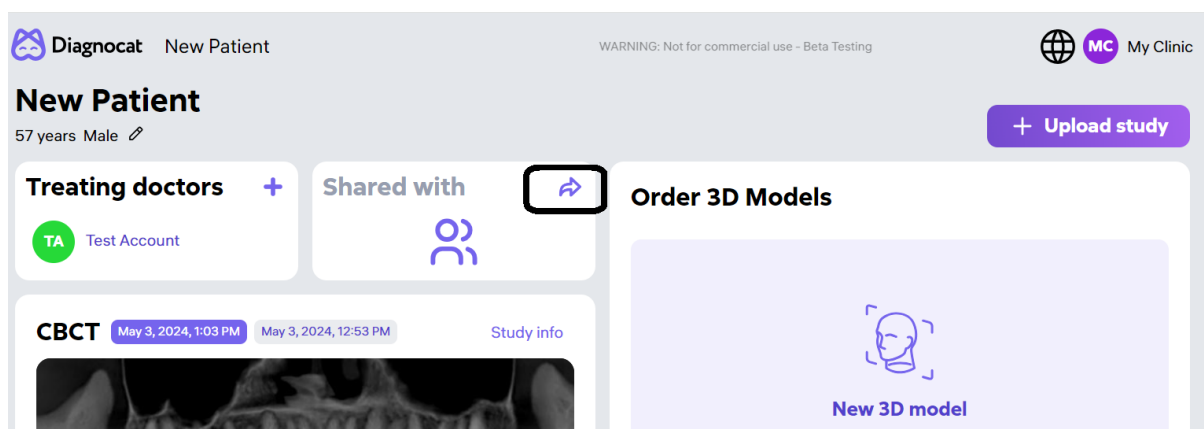 Diagnocat New Patient
WARNING: Not for commercial use - Beta Testing
MC My Clinic
New Patient
57 years Male
+ Upload study
Treating doctors +
TA Test Account
Shared with
Order 3D Models
CBCT May 3, 2024, 1:03 PM May 3, 2024, 12:53 PM Study info
New 3D model